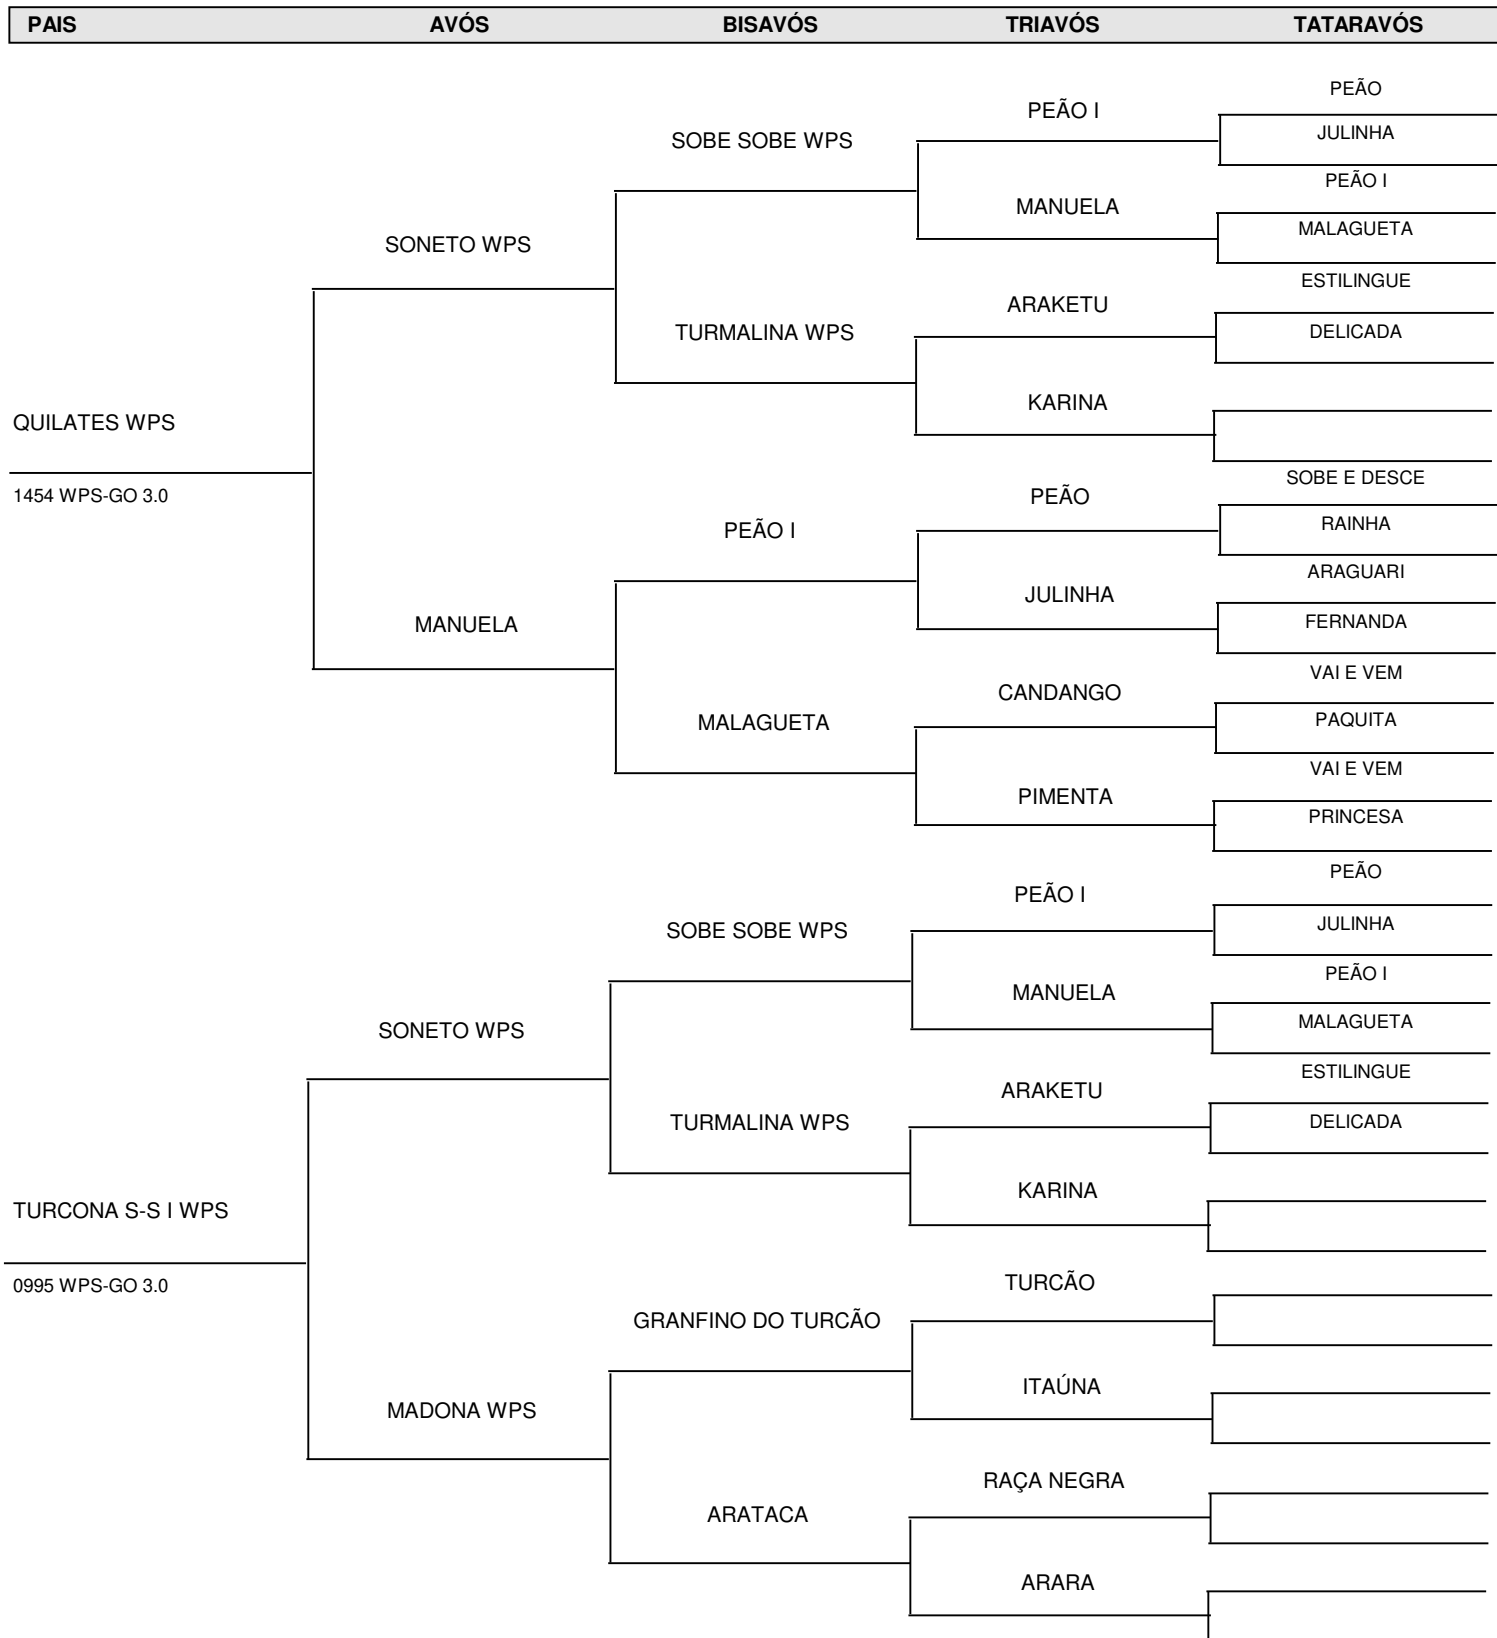 PAIS AVÓS BISAVÓS TRIAVÓS TATARAVÓS
PEÃO
PEÃO I
JULINHA
SOBE SOBE WPS
PEÃO I
MANUELA
MALAGUETA
SONETO WPS
ESTILINGUE
ARAKETU
TURMALINA WPS
DELICADA
KARINA
QUILATES WPS
SOBE E DESCE
1454 WPS-GO 3.0
PEÃO
RAINHA
PEÃO I
ARAGUARI
JULINHA
FERNANDA
MANUELA
VAI E VEM
CANDANGO
PAQUITA
MALAGUETA
VAI E VEM
PIMENTA
PRINCESA
PEÃO
PEÃO I
JULINHA
SOBE SOBE WPS
PEÃO I
MANUELA
MALAGUETA
SONETO WPS
ESTILINGUE
ARAKETU
TURMALINA WPS
DELICADA
KARINA
TURCONA S-S I WPS
0995 WPS-GO 3.0
TURCÃO
GRANFINO DO TURCÃO
ITAÚNA
MADONA WPS
RAÇA NEGRA
ARATACA
ARARA